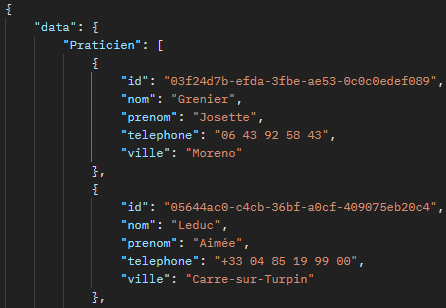 {
"data": {
"Praticien": [
{
"id": "03f24d7b-efda-3fbe-ae53-0c0c0edef089",
"nom": "Grenier",
"prenom": "Josette",
"telephone": "06 43 92 58 43",
"ville": "Moreno"
},
{
"id": "05644ac0-c4cb-36bf-a0cf-409075eb20c4",
"nom": "Leduc",
"prenom": "Aimée",
"telephone": "+33 04 85 19 99 00",
"ville": "Carre-sur-Turpin"
},